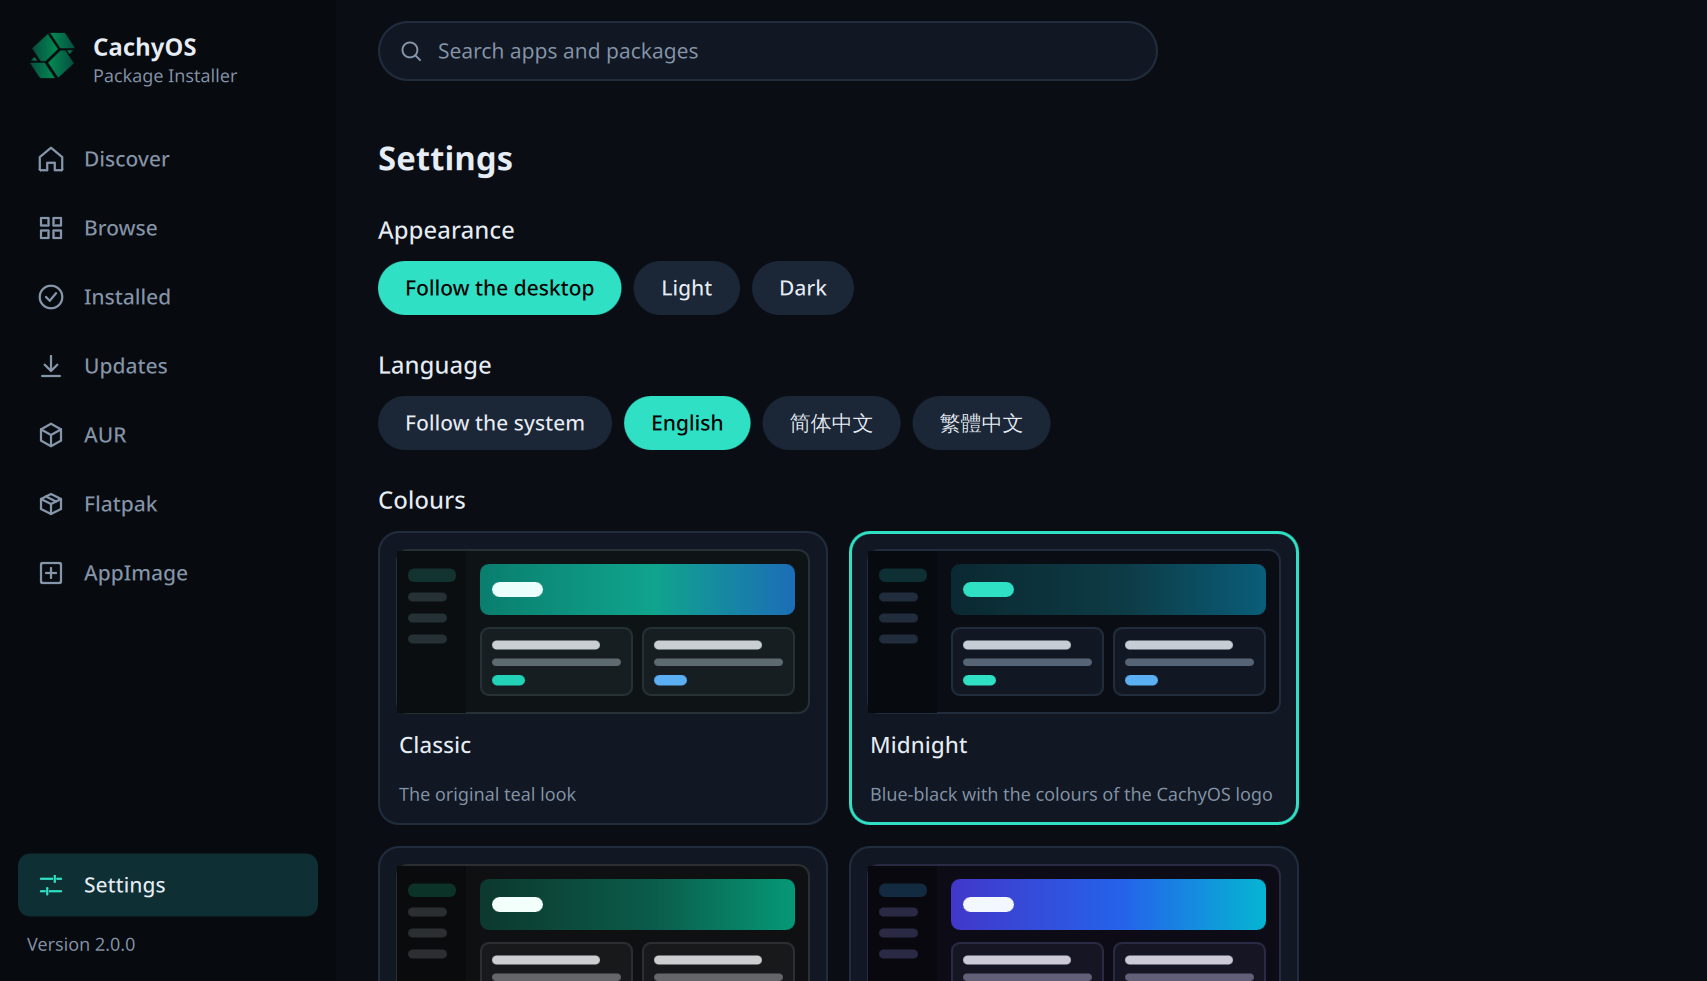 CachyOS
Package Installer
Search apps and packages
Discover
Browse
Installed
Updates
AUR
Flatpak
AppImage
Settings
Version 2.0.0
Settings
Appearance
Follow the desktop
Light
Dark
Language
Follow the system
English
简体中文
繁體中文
Colours
Classic
The original teal look
Midnight
Blue-black with the colours of the CachyOS logo